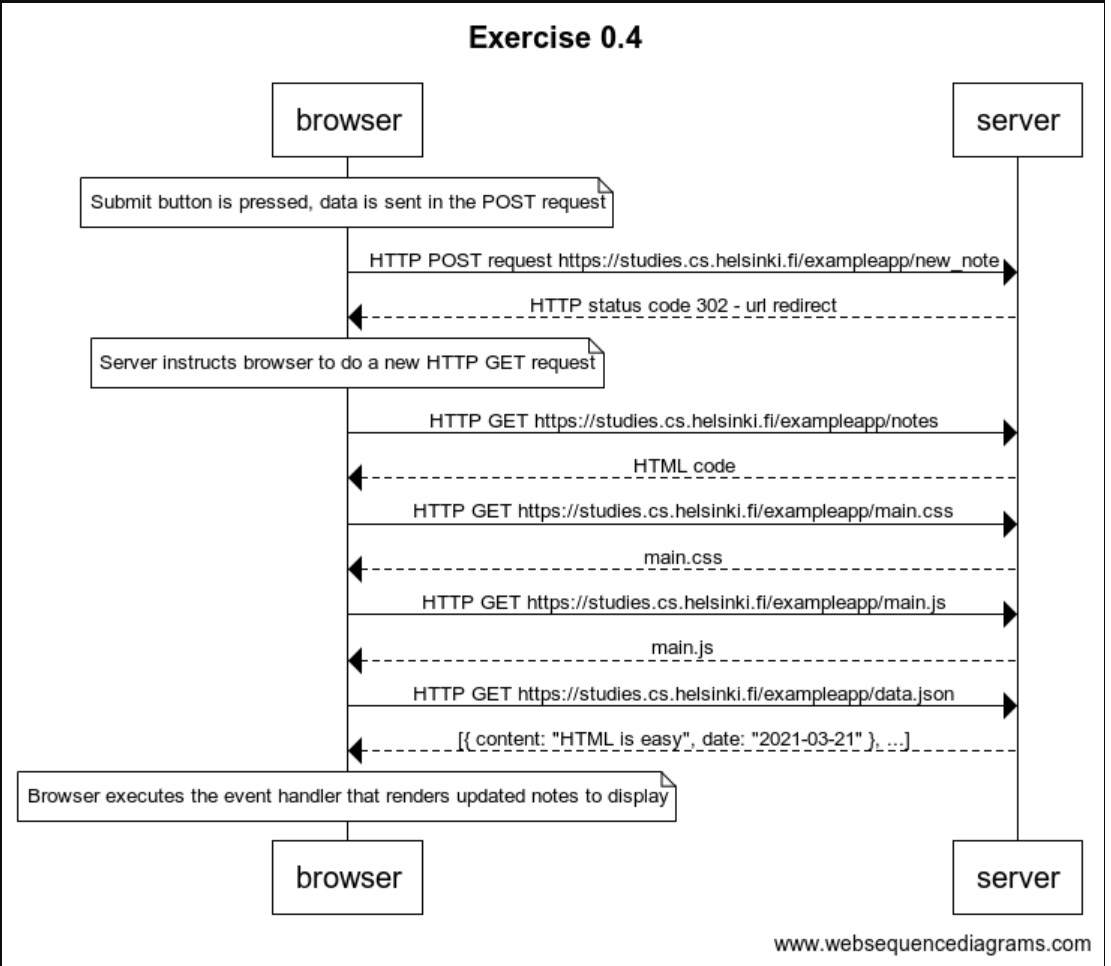 Exercise 0.4
browser
server
Submit button is pressed, data is sent in the POST request
HTTP POST request https://studies.cs.helsinki.fi/exampleapp/new_note
HTTP status code 302 - url redirect
Server instructs browser to do a new HTTP GET request
HTTP GET https://studies.cs.helsinki.fi/exampleapp/notes
HTML code
HTTP GET https://studies.cs.helsinki.fi/exampleapp/main.css
main.css
HTTP GET https://studies.cs.helsinki.fi/exampleapp/main.js
main.js
HTTP GET https://studies.cs.helsinki.fi/exampleapp/data.json
[{ content: "HTML is easy", date: "2021-03-21" }, ...]
Browser executes the event handler that renders updated notes to display
browser
server
www.websequencediagrams.com